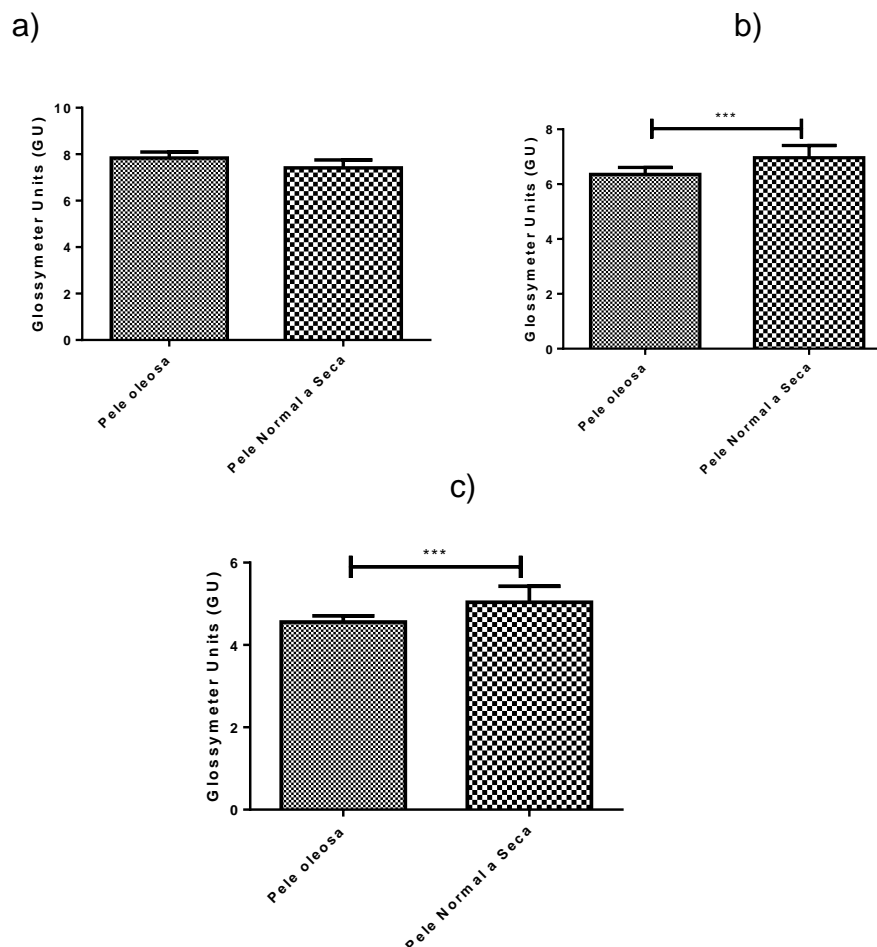 a)
Glossymeter Units (GU)
10
8
6
4
2
0
Pele oleosa
Pele Normal a Seca
b)
Glossymeter Units (GU)
***
8
6
4
2
0
Pele oleosa
Pele Normal a Seca
c)
Glossymeter Units (GU)
***
6
4
2
0
Pele oleosa
Pele Normal a Seca